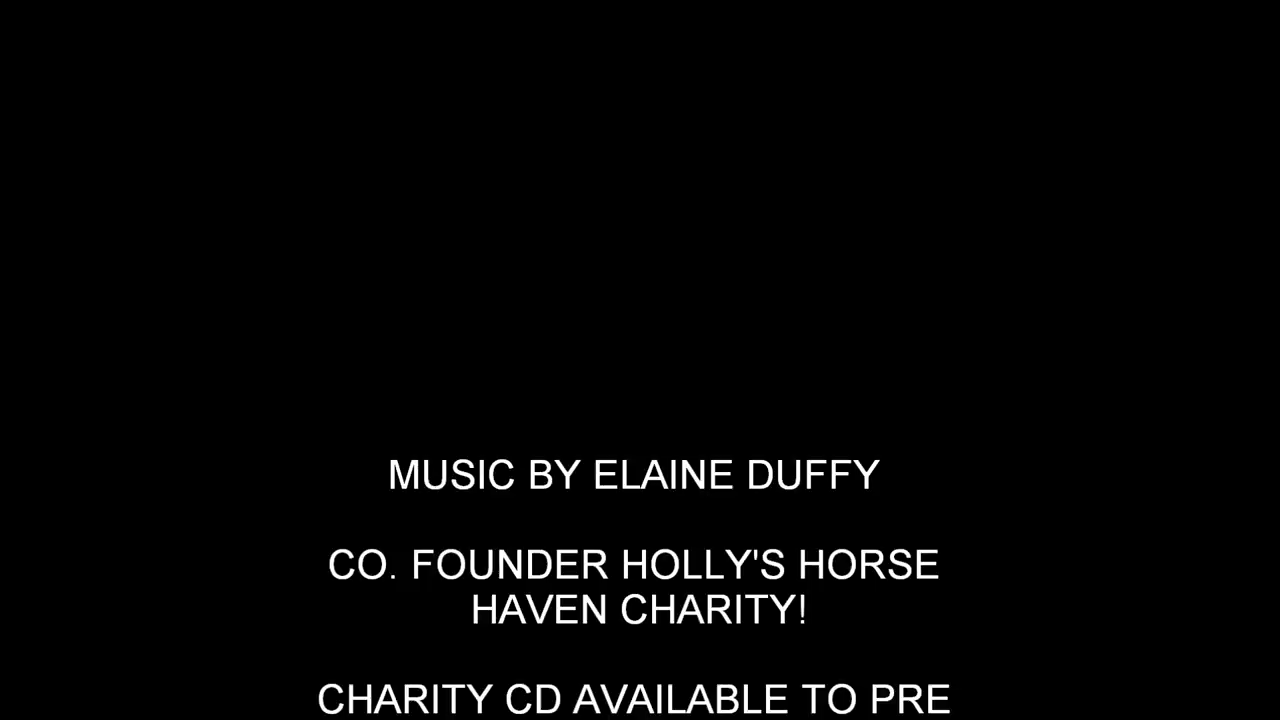 MUSIC BY ELAINE DUFFY
CO. FOUNDER HOLLY'S HORSE
HAVEN CHARITY!
CHARITY CD AVAILABLE TO PRE